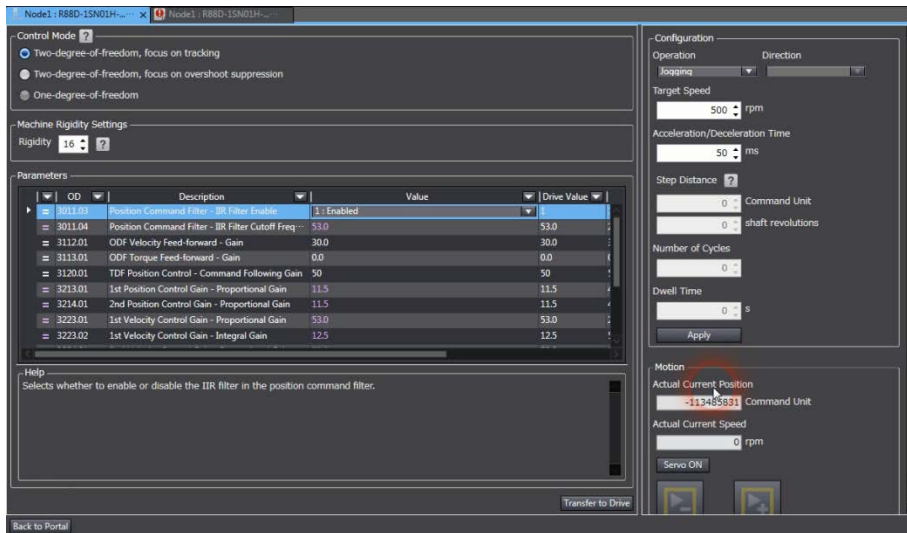 Node1 : R88D-1SN01H-... x Node1 : R88D-1SN01H-...
Control Mode ?
Two-degree-of-freedom, focus on tracking
Two-degree-of-freedom, focus on overshoot suppression
One-degree-of-freedom
Machine Rigidity Settings
Rigidity 16 ?
Parameters
OD Description Value Drive Value
3011.03 Position Command Filter - IIR Filter Enable 1 : Enabled 1
3011.04 Position Command Filter - IIR Filter Cutoff Freq··· 53.0 53.0
3112.01 ODF Velocity Feed-forward - Gain 30.0 30.0
3113.01 ODF Torque Feed-forward - Gain 0.0 0.0
3120.01 TDF Position Control - Command Following Gain 50 50
3213.01 1st Position Control Gain - Proportional Gain 11.5 11.5
3214.01 2nd Position Control Gain - Proportional Gain 11.5 11.5
3223.01 1st Velocity Control Gain - Proportional Gain 53.0 53.0
3223.02 1st Velocity Control Gain - Integral Gain 12.5 12.5
Help
Selects whether to enable or disable the IIR filter in the position command filter.
Transfer to Drive
Back to Portal
Configuration
Operation Direction
Jogging
Target Speed
500 rpm
Acceleration/Deceleration Time
50 ms
Step Distance ?
0 Command Unit
0 shaft revolutions
Number of Cycles
0
Dwell Time
0 s
Apply
Motion
Actual Current Position
-113485831 Command Unit
Actual Current Speed
0 rpm
Servo ON